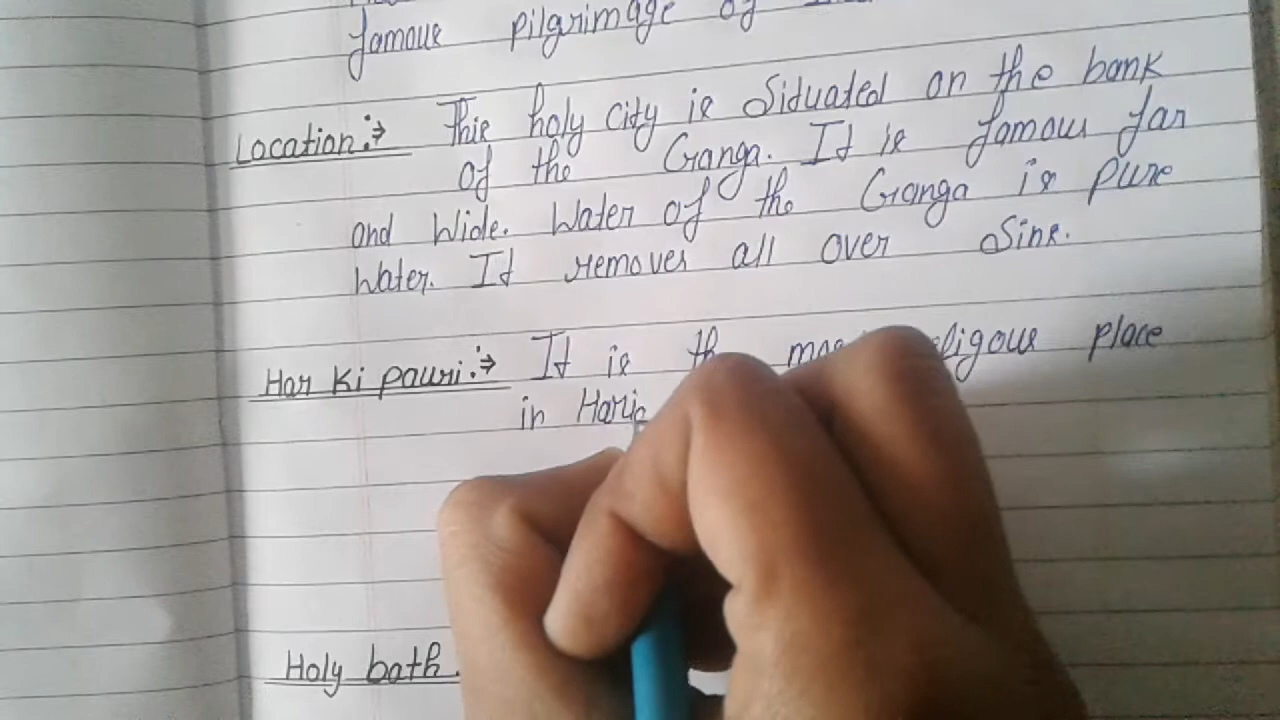 famous pilgrimage of
Location :→ This holy city is situated on the bank
of the Ganga. It is famous far
and wide. Water of the Ganga is pure
water. It removes all over sins.
Har Ki pauri :→ It is the religous place
in
Holy bath